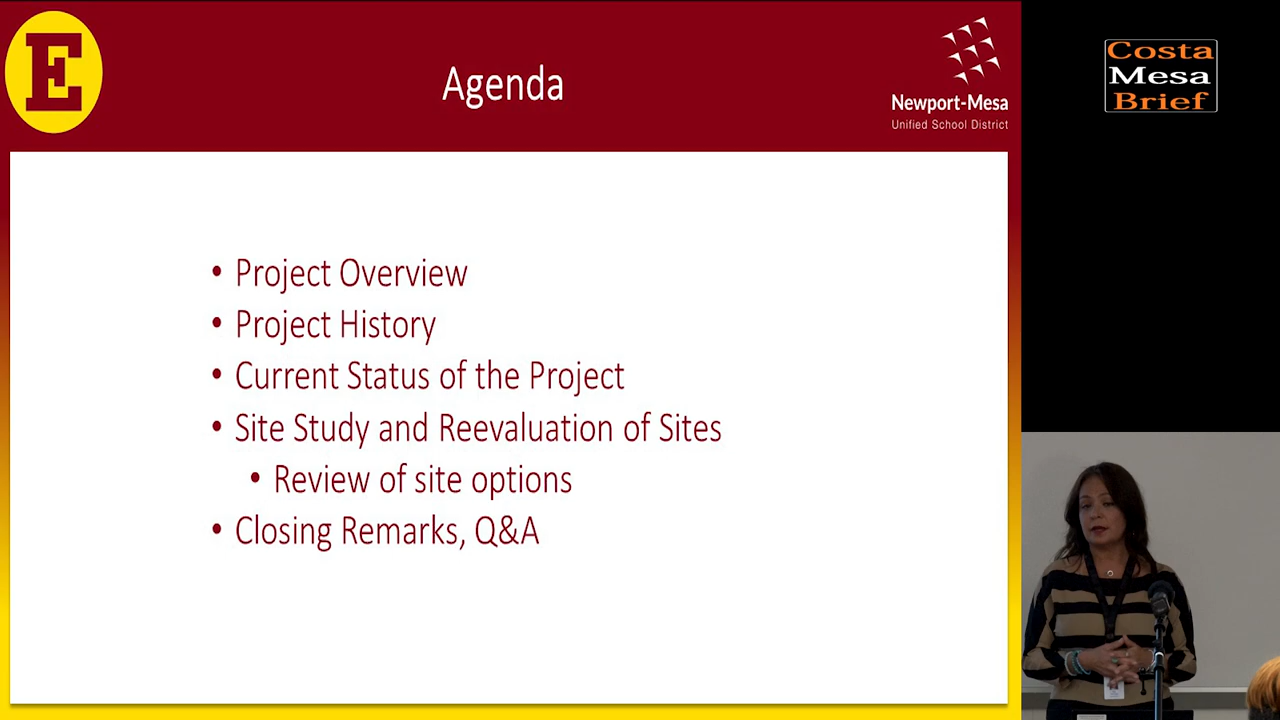 E
Agenda
Newport-Mesa
Unified School District
Costa
Mesa
Brief
• Project Overview
• Project History
• Current Status of the Project
• Site Study and Reevaluation of Sites
• Review of site options
• Closing Remarks, Q&A